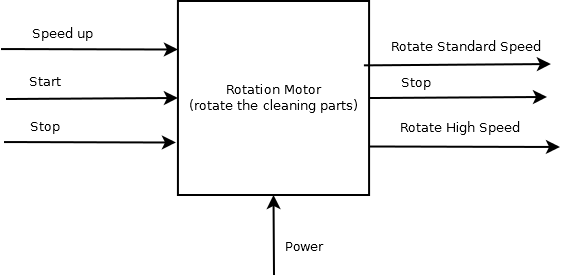 Speed up
Start
Stop
Rotation Motor
(rotate the cleaning parts)
Rotate Standard Speed
Stop
Rotate High Speed
Power